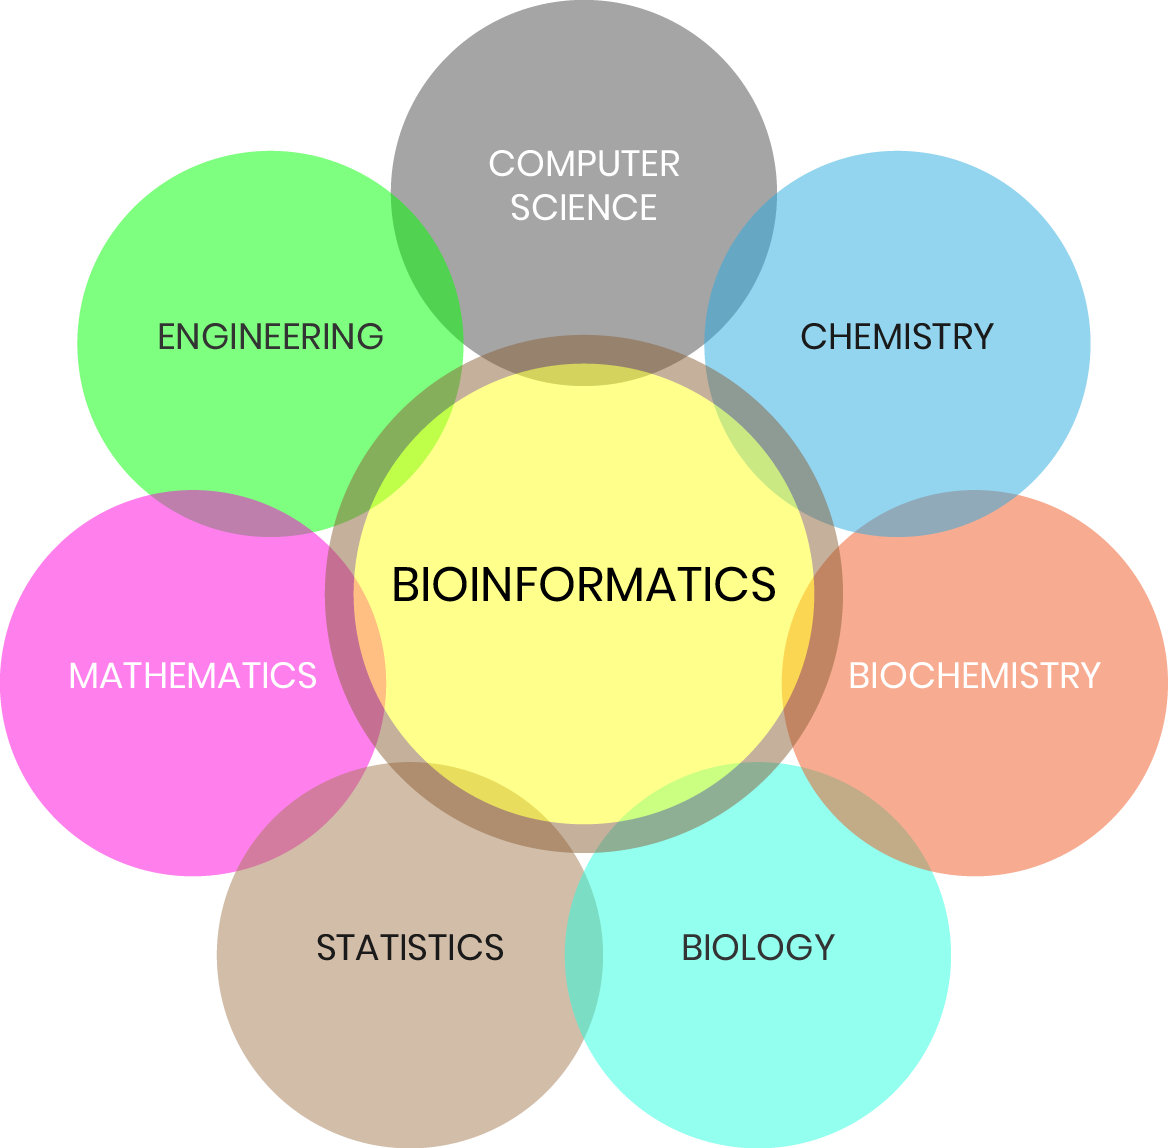 COMPUTER
SCIENCE
ENGINEERING
CHEMISTRY
BIOINFORMATICS
MATHEMATICS
BIOCHEMISTRY
STATISTICS
BIOLOGY